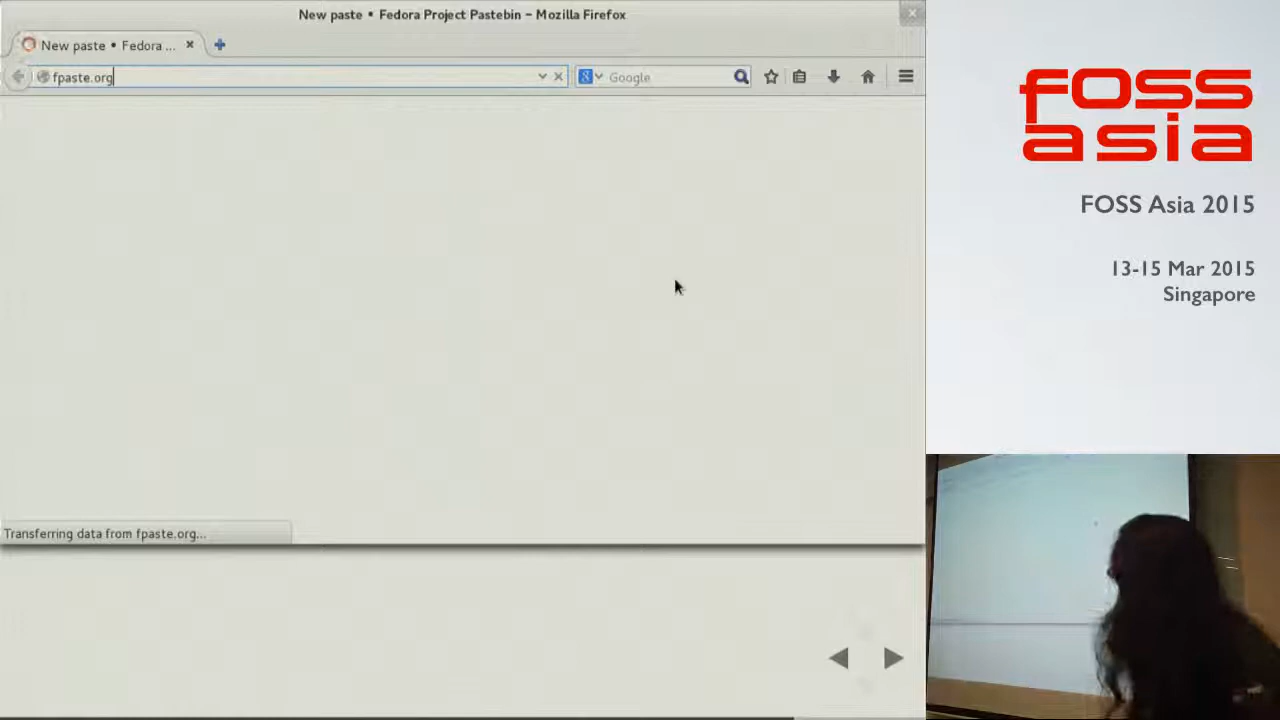 New paste • Fedora Project Pastebin – Mozilla Firefox
New paste • Fedora ...
fpaste.org
Google
Transferring data from fpaste.org...
foss
asia
FOSS Asia 2015
13-15 Mar 2015
Singapore